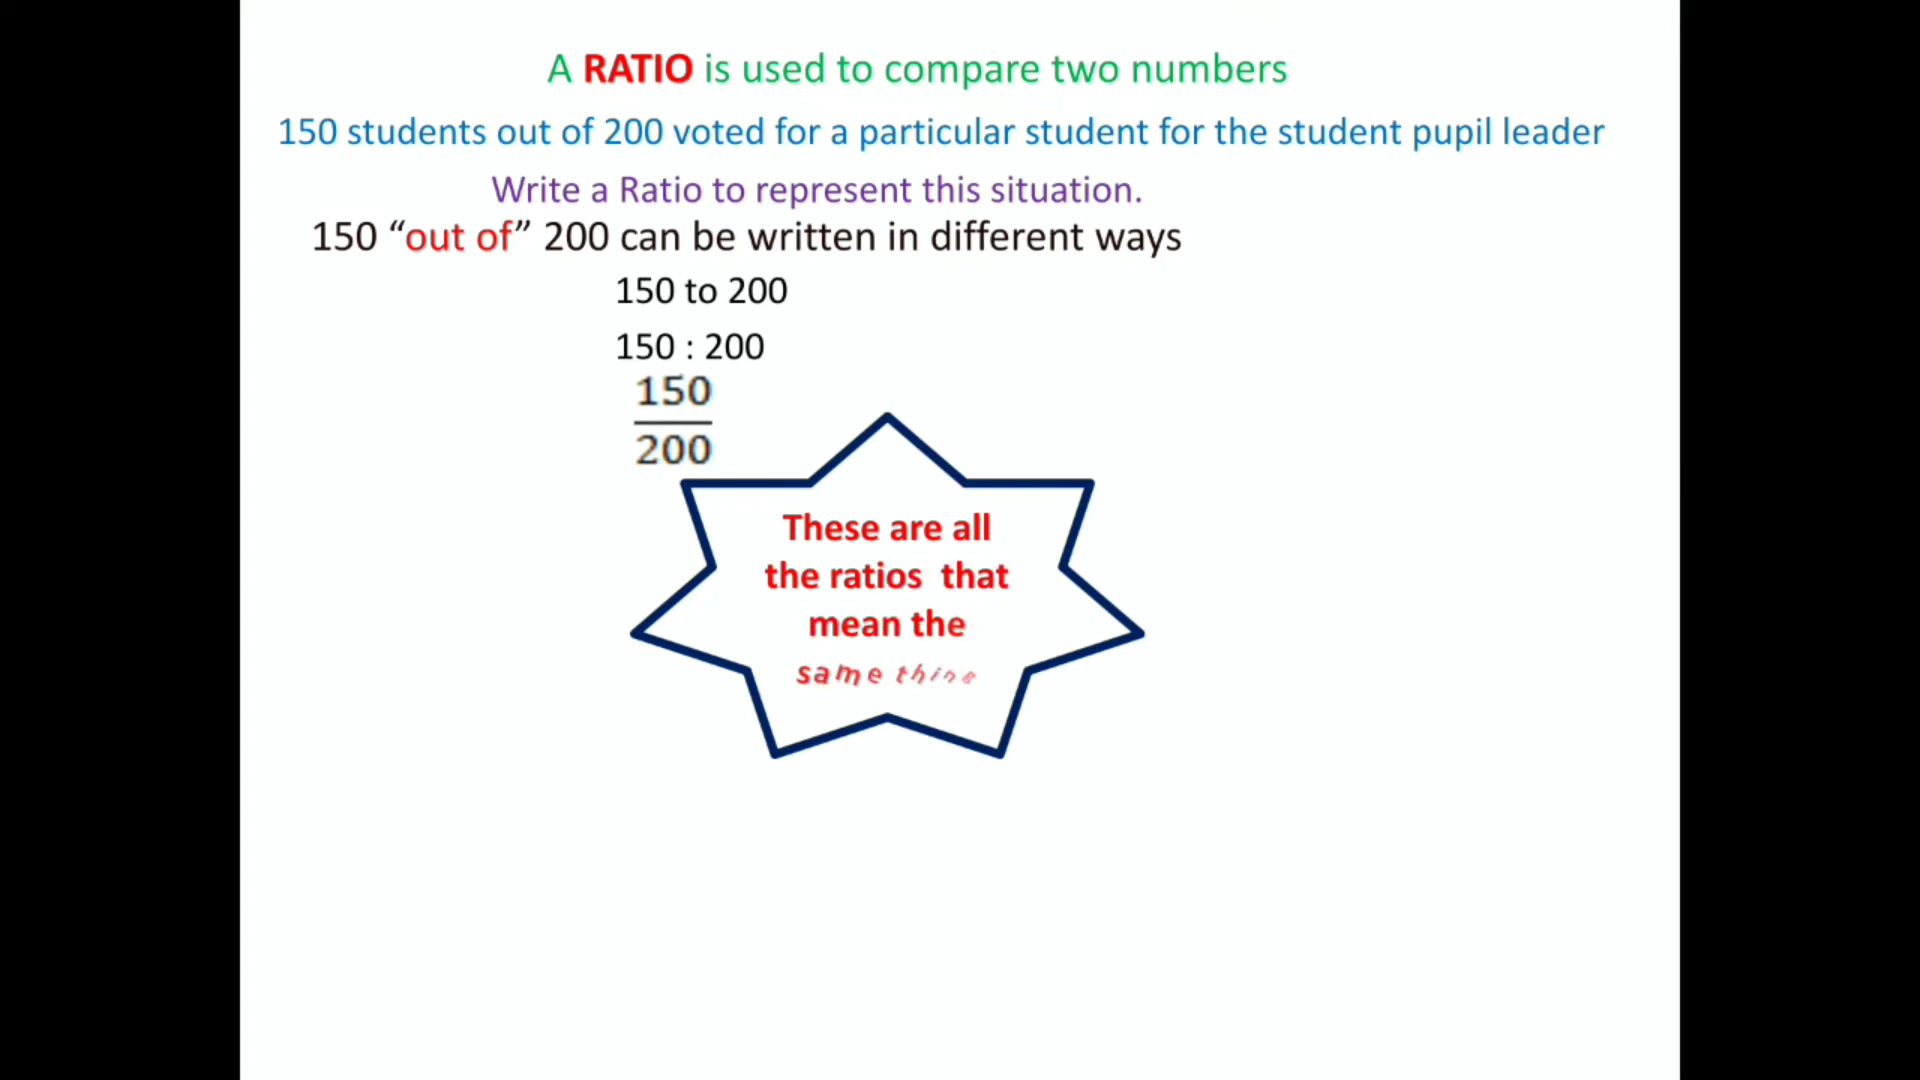 A RATIO is used to compare two numbers
150 students out of 200 voted for a particular student for the student pupil leader
Write a Ratio to represent this situation.
150 “out of” 200 can be written in different ways
150 to 200
150 : 200
150
200
These are all
the ratios that
mean the
same thing